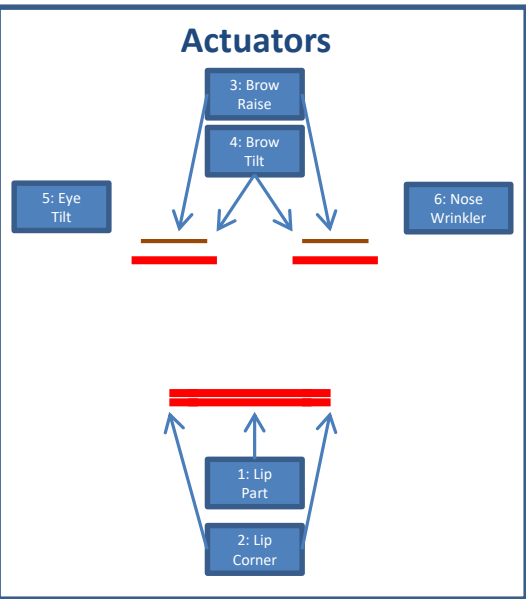 Actuators
3: Brow
Raise
4: Brow
Tilt
5: Eye
Tilt
6: Nose
Wrinkler
1: Lip
Part
2: Lip
Corner